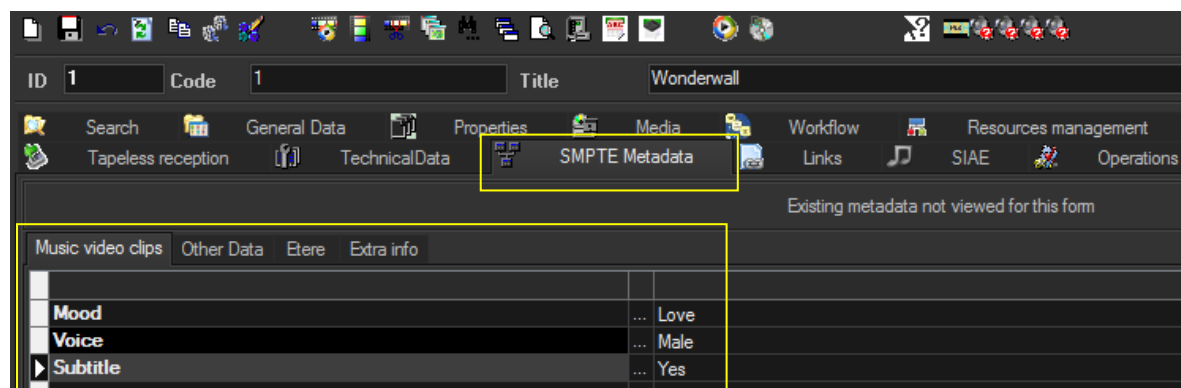 ID 1 Code 1 Title Wonderwall
Search General Data Properties Media Workflow Resources management
Tapeless reception TechnicalData SMPTE Metadata Links SIAE Operations
Existing metadata not viewed for this form
Music video clips Other Data Etere Extra info
Mood ... Love
Voice ... Male
Subtitle ... Yes